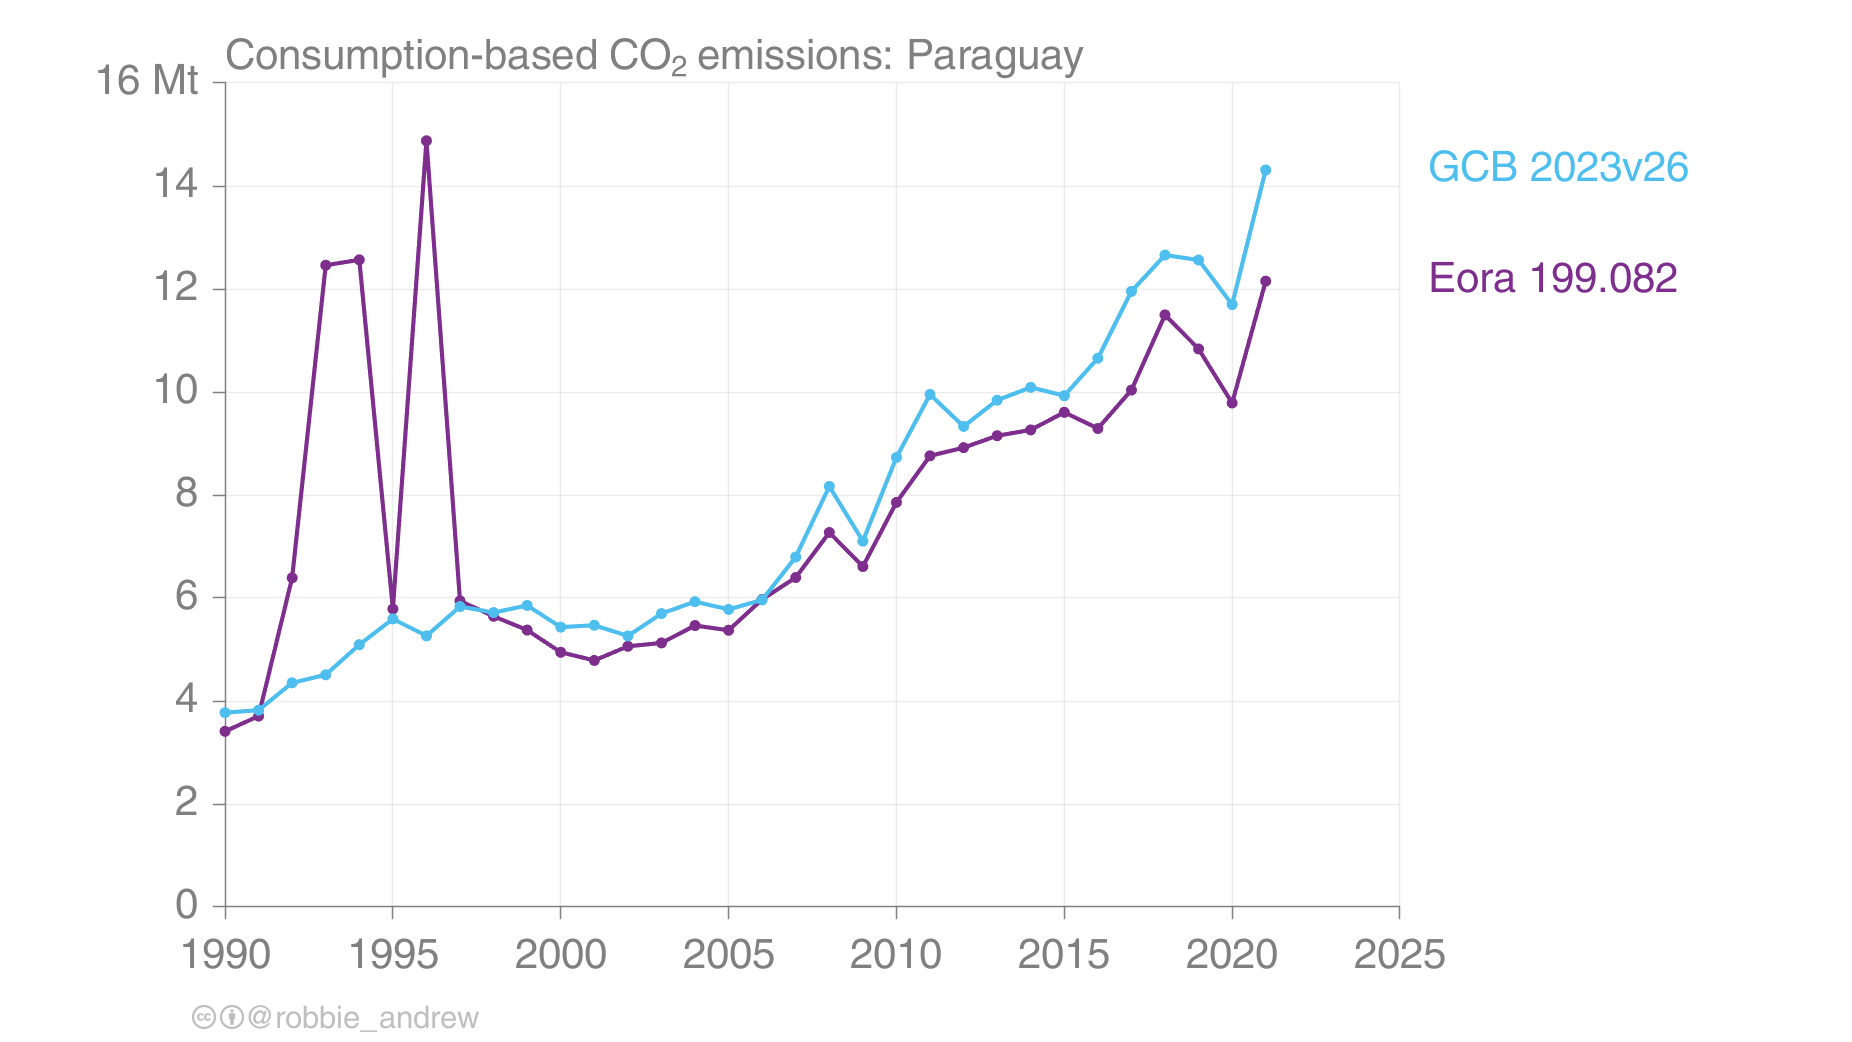 Consumption-based CO₂ emissions: Paraguay
16 Mt
14
12
10
8
6
4
2
0
1990 1995 2000 2005 2010 2015 2020 2025
GCB 2023v26
Eora 199.082
@robbie_andrew